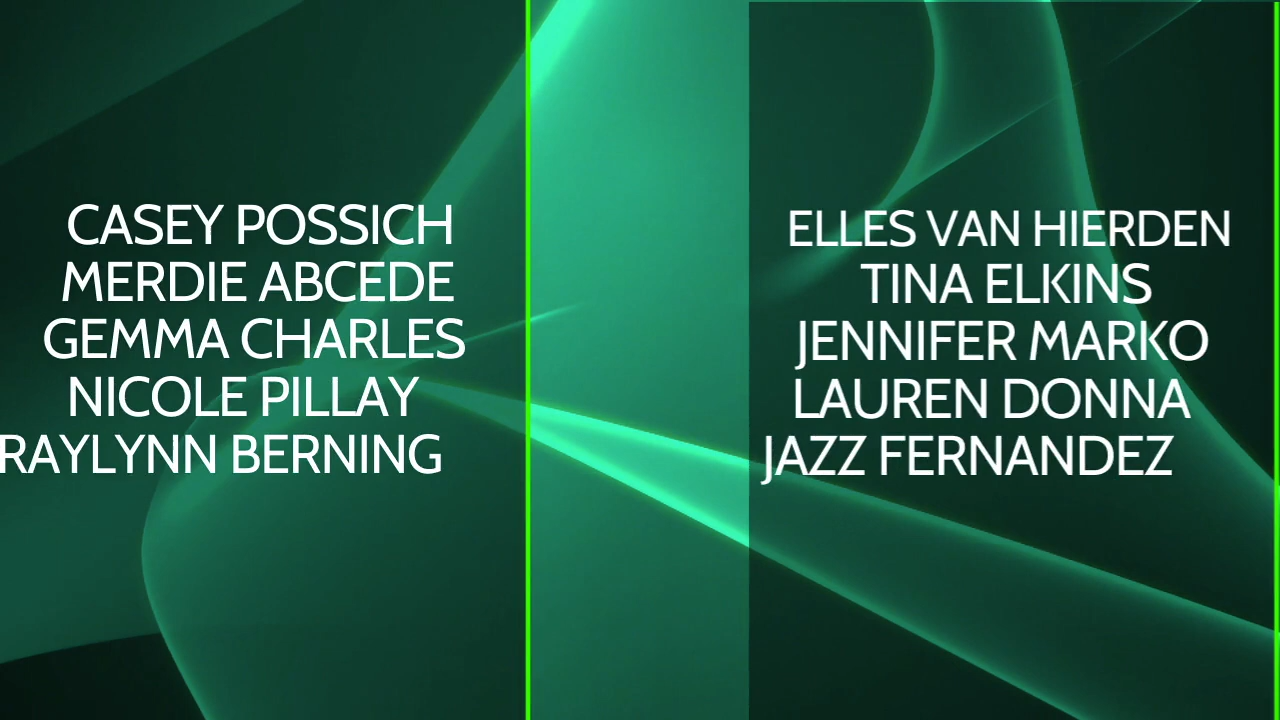 CASEY POSSICH
MERDIE ABCEDE
GEMMA CHARLES
NICOLE PILLAY
RAYLYNN BERNING
ELLES VAN HIERDEN
TINA ELKINS
JENNIFER MARKO
LAUREN DONNA
JAZZ FERNANDEZ